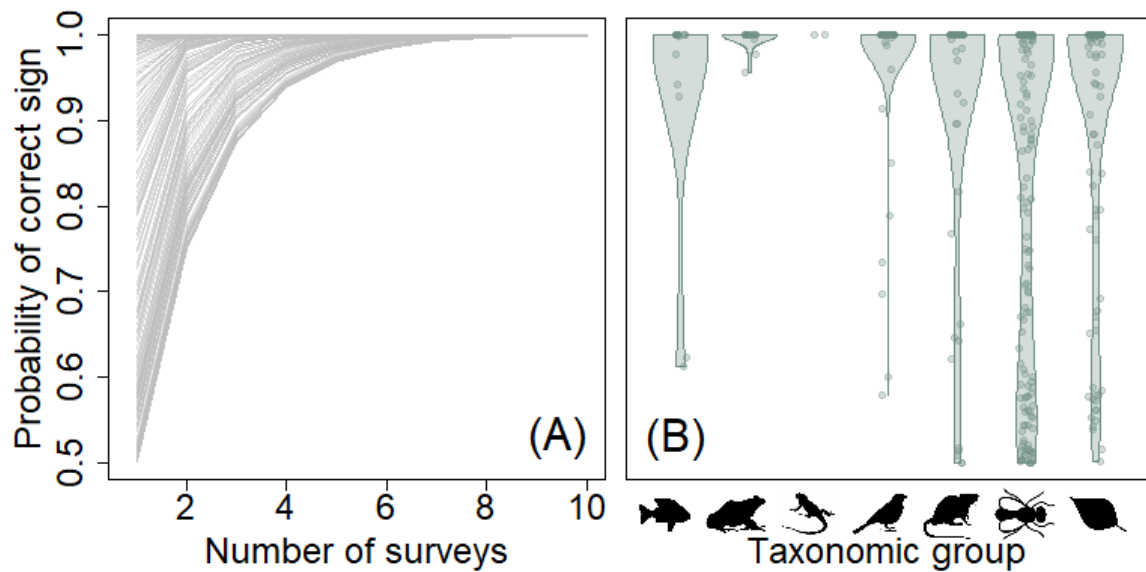 Probability of correct sign
1.0
0.9
0.8
0.7
0.6
0.5
(A)
(B)
2 4 6 8 10
Number of surveys
Taxonomic group